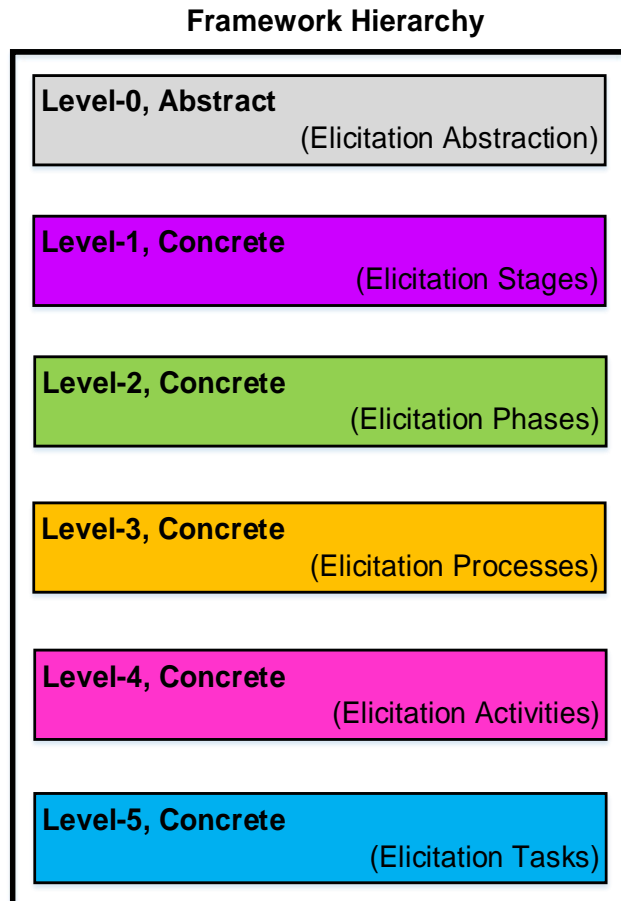 Framework Hierarchy
Level-0, Abstract
(Elicitation Abstraction)
Level-1, Concrete
(Elicitation Stages)
Level-2, Concrete
(Elicitation Phases)
Level-3, Concrete
(Elicitation Processes)
Level-4, Concrete
(Elicitation Activities)
Level-5, Concrete
(Elicitation Tasks)